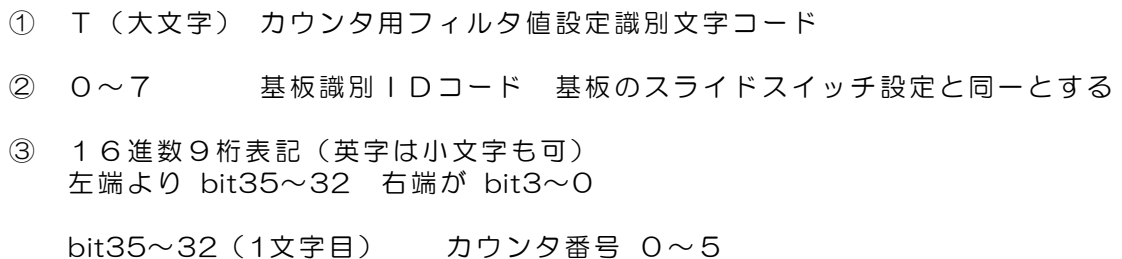 ① Ｔ（大文字） カウンタ用フィルタ値設定識別文字コード
② ０～７ 基板識別ＩＤコード 基板のスライドスイッチ設定と同一とする
③ １６進数９桁表記（英字は小文字も可）
左端より bit35～32 右端が bit3～0
bit35～32（1文字目） カウンタ番号 ０～５